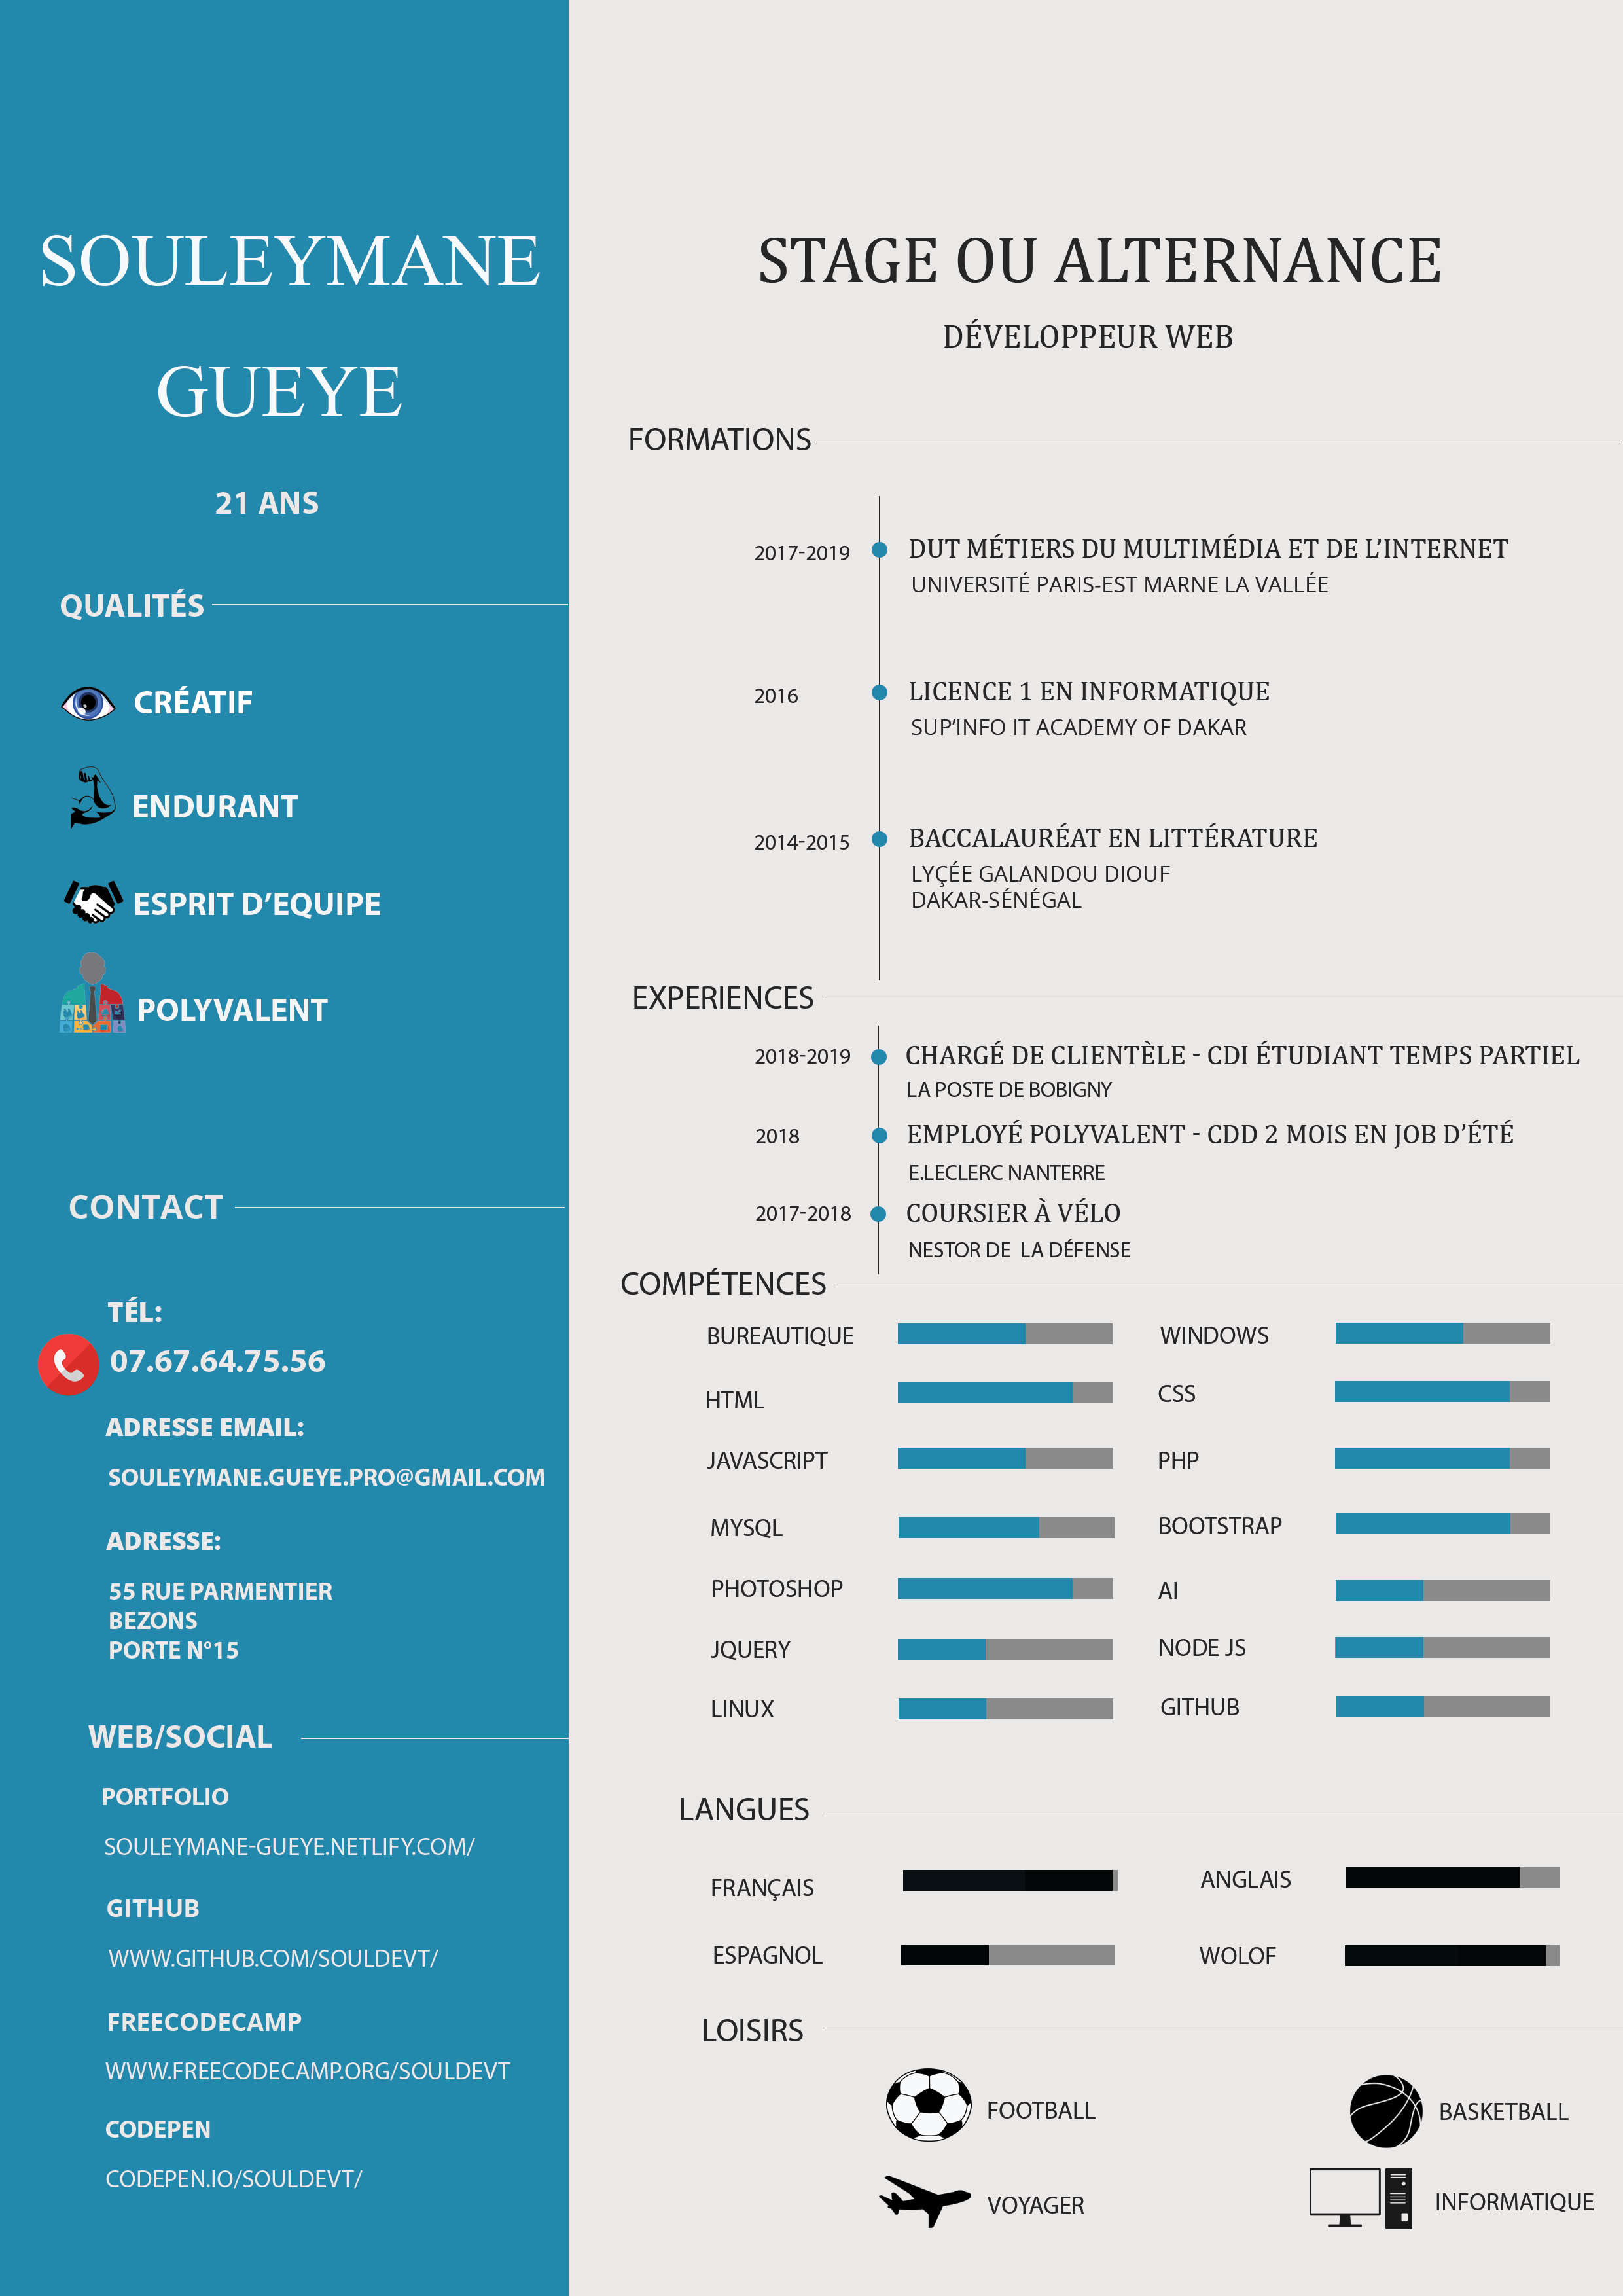 SOULEYMANE
GUEYE
21 ANS
QUALITÉS
CRÉATIF
ENDURANT
ESPRIT D’EQUIPE
POLYVALENT
CONTACT
TÉL:
07.67.64.75.56
ADRESSE EMAIL:
SOULEYMANE.GUEYE.PRO@GMAIL.COM
ADRESSE:
55 RUE PARMENTIER
BEZONS
PORTE N°15
WEB/SOCIAL
PORTFOLIO
SOULEYMANE-GUEYE.NETLIFY.COM/
GITHUB
WWW.GITHUB.COM/SOULDEVT/
FREECODECAMP
WWW.FREECODECAMP.ORG/SOULDEVT
CODEPEN
CODEPEN.IO/SOULDEVT/
STAGE OU ALTERNANCE
DÉVELOPPEUR WEB
FORMATIONS
2017-2019 DUT MÉTIERS DU MULTIMÉDIA ET DE L’INTERNET
UNIVERSITÉ PARIS-EST MARNE LA VALLÉE
2016 LICENCE 1 EN INFORMATIQUE
SUP’INFO IT ACADEMY OF DAKAR
2014-2015 BACCALAURÉAT EN LITTÉRATURE
LYÇÉE GALANDOU DIOUF
DAKAR-SÉNÉGAL
EXPERIENCES
2018-2019 CHARGÉ DE CLIENTÈLE - CDI ÉTUDIANT TEMPS PARTIEL
LA POSTE DE BOBIGNY
2018 EMPLOYÉ POLYVALENT - CDD 2 MOIS EN JOB D’ÉTÉ
E.LECLERC NANTERRE
2017-2018 COURSIER À VÉLO
NESTOR DE LA DÉFENSE
COMPÉTENCES
BUREAUTIQUE WINDOWS
HTML CSS
JAVASCRIPT PHP
MYSQL BOOTSTRAP
PHOTOSHOP AI
JQUERY NODE JS
LINUX GITHUB
LANGUES
FRANÇAIS ANGLAIS
ESPAGNOL WOLOF
LOISIRS
FOOTBALL BASKETBALL
VOYAGER INFORMATIQUE